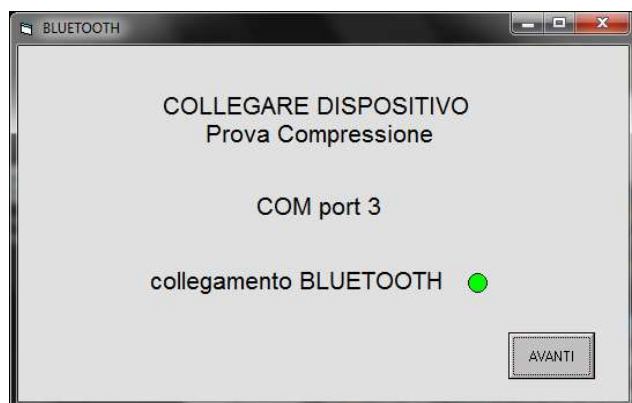 BLUETOOTH
COLLEGARE DISPOSITIVO
Prova Compressione
COM port 3
collegamento BLUETOOTH
AVANTI